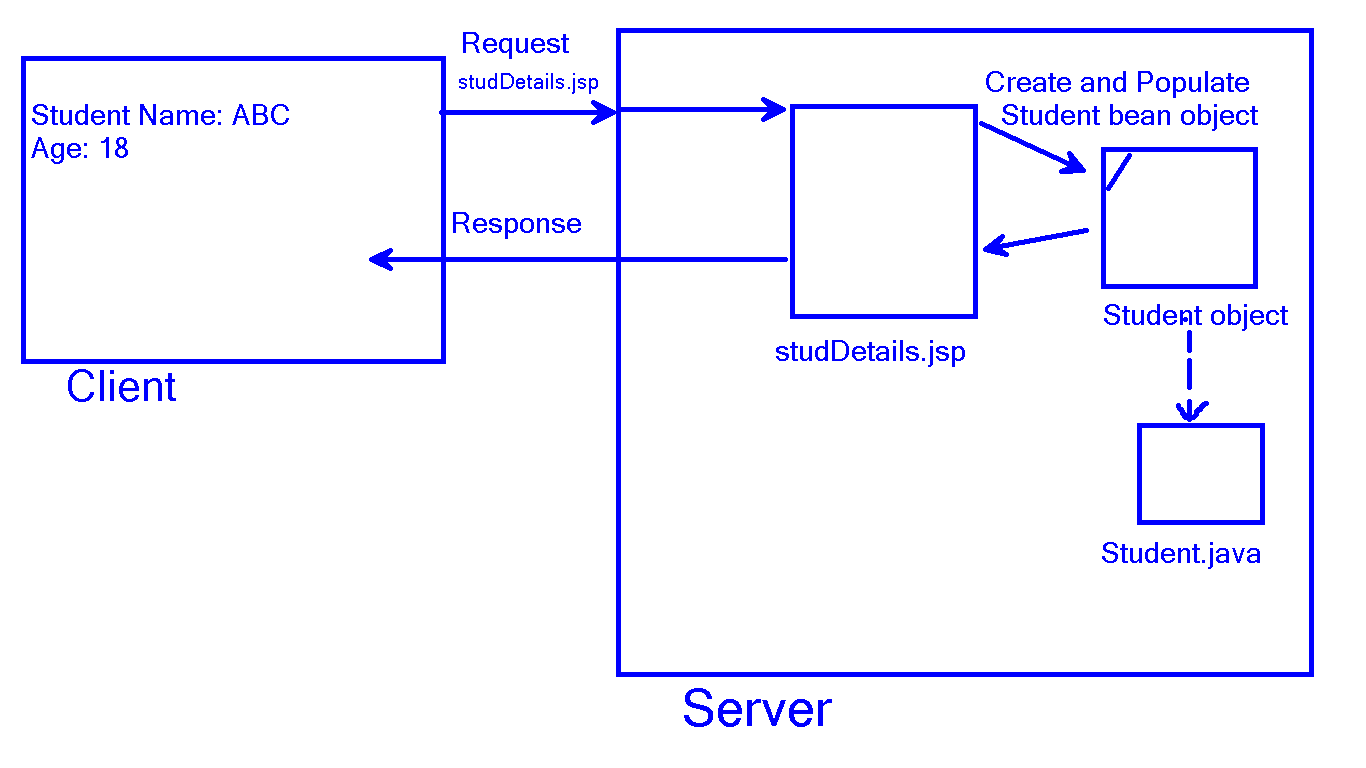 Request
studDetails.jsp
Student Name: ABC
Age: 18
Response
Client
Create and Populate
Student bean object
studDetails.jsp
Student object
Student.java
Server